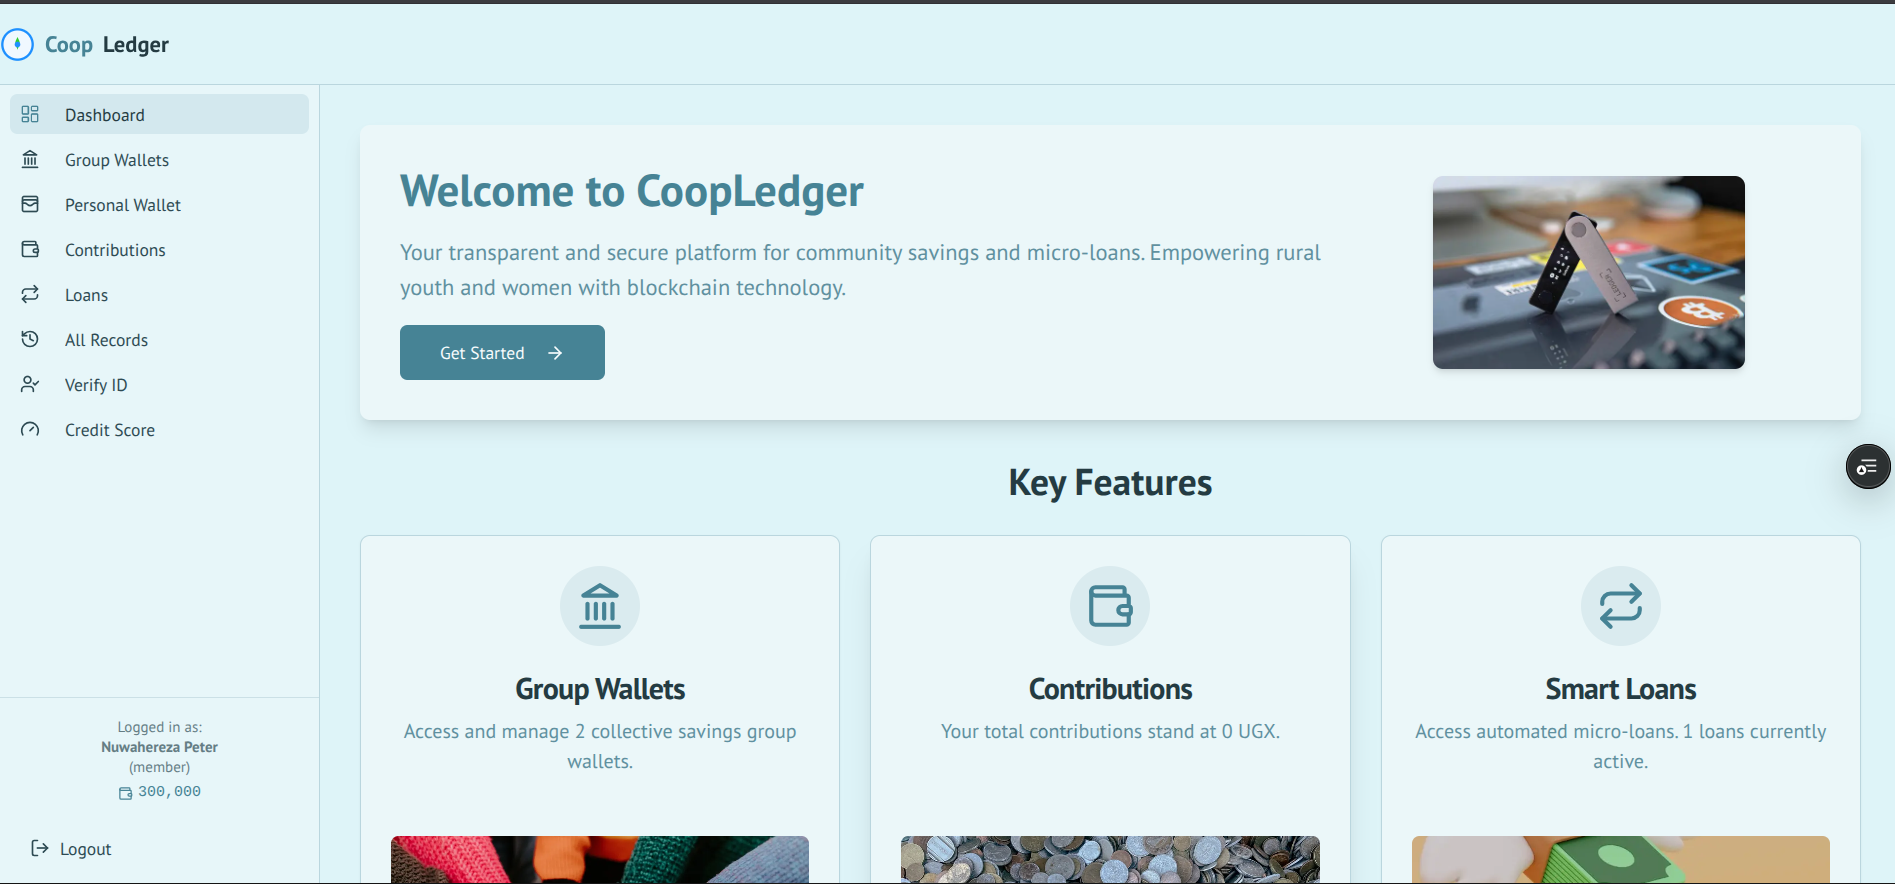 Coop Ledger
Dashboard
Group Wallets
Personal Wallet
Contributions
Loans
All Records
Verify ID
Credit Score
Logged in as:
Nuwahereza Peter
(member)
300,000
Logout
Welcome to CoopLedger
Your transparent and secure platform for community savings and micro-loans. Empowering rural
youth and women with blockchain technology.
Get Started
Key Features
Group Wallets
Access and manage 2 collective savings group
wallets.
Contributions
Your total contributions stand at 0 UGX.
Smart Loans
Access automated micro-loans. 1 loans currently
active.